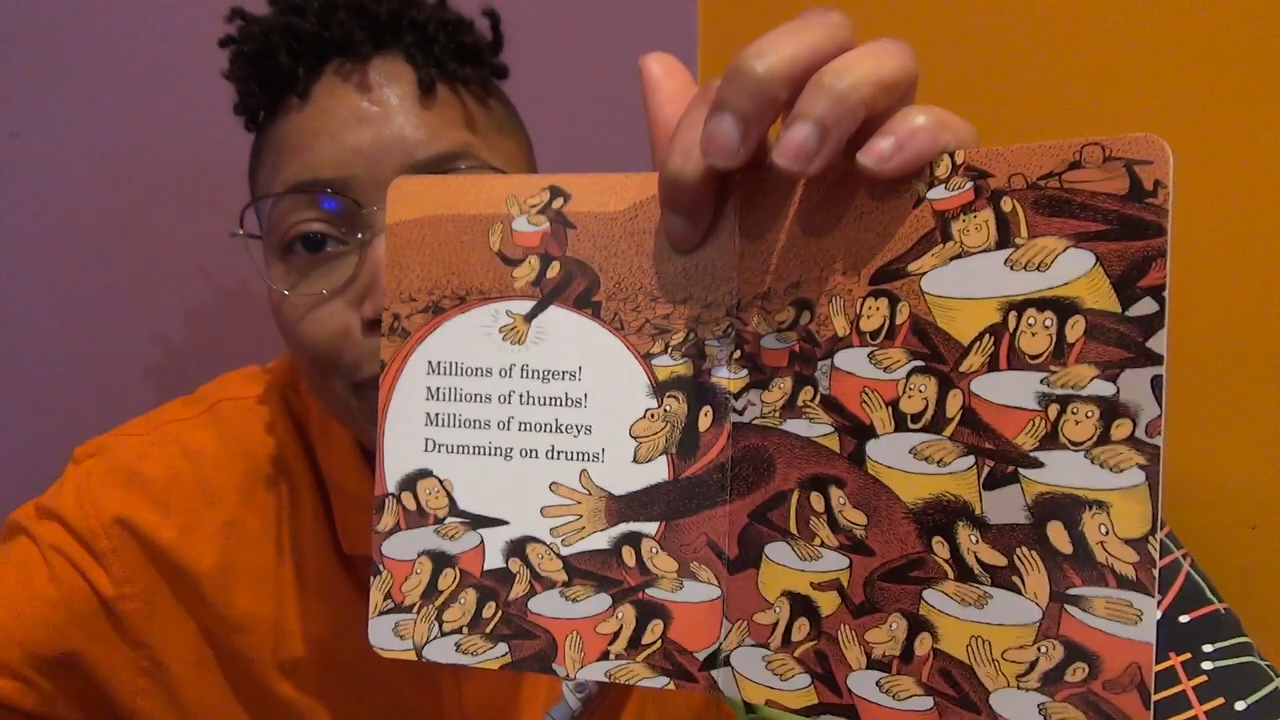 Millions of fingers!
Millions of thumbs!
Millions of monkeys
Drumming on drums!